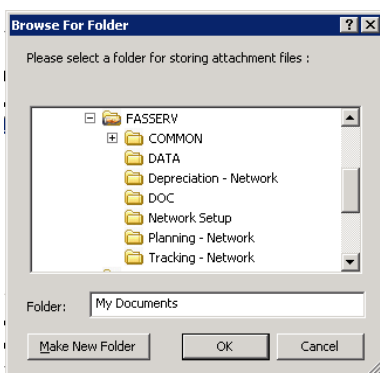 Browse For Folder
Please select a folder for storing attachment files :
FASSERV
COMMON
DATA
Depreciation - Network
DOC
Network Setup
Planning - Network
Tracking - Network
Folder: My Documents
Make New Folder OK Cancel